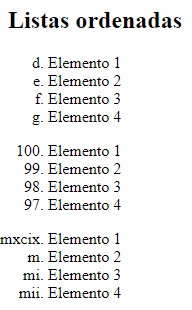 Listas ordenadas
d. Elemento 1
e. Elemento 2
f. Elemento 3
g. Elemento 4
100. Elemento 1
99. Elemento 2
98. Elemento 3
97. Elemento 4
mxcix. Elemento 1
m. Elemento 2
mi. Elemento 3
mii. Elemento 4